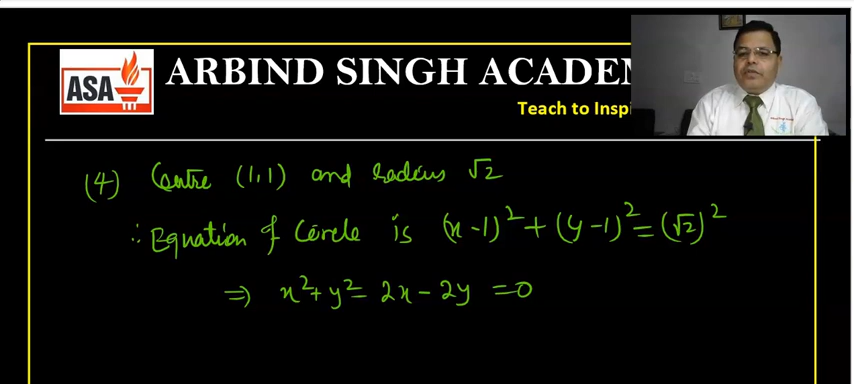 ASA
ARBIND SINGH ACADEM
Teach to Inspi
(4) Centre (1,1) and radius √2
∴ Equation of Circle is (x-1)² + (y-1)² = (√2)²
⇒ x² + y² = 2x - 2y = 0